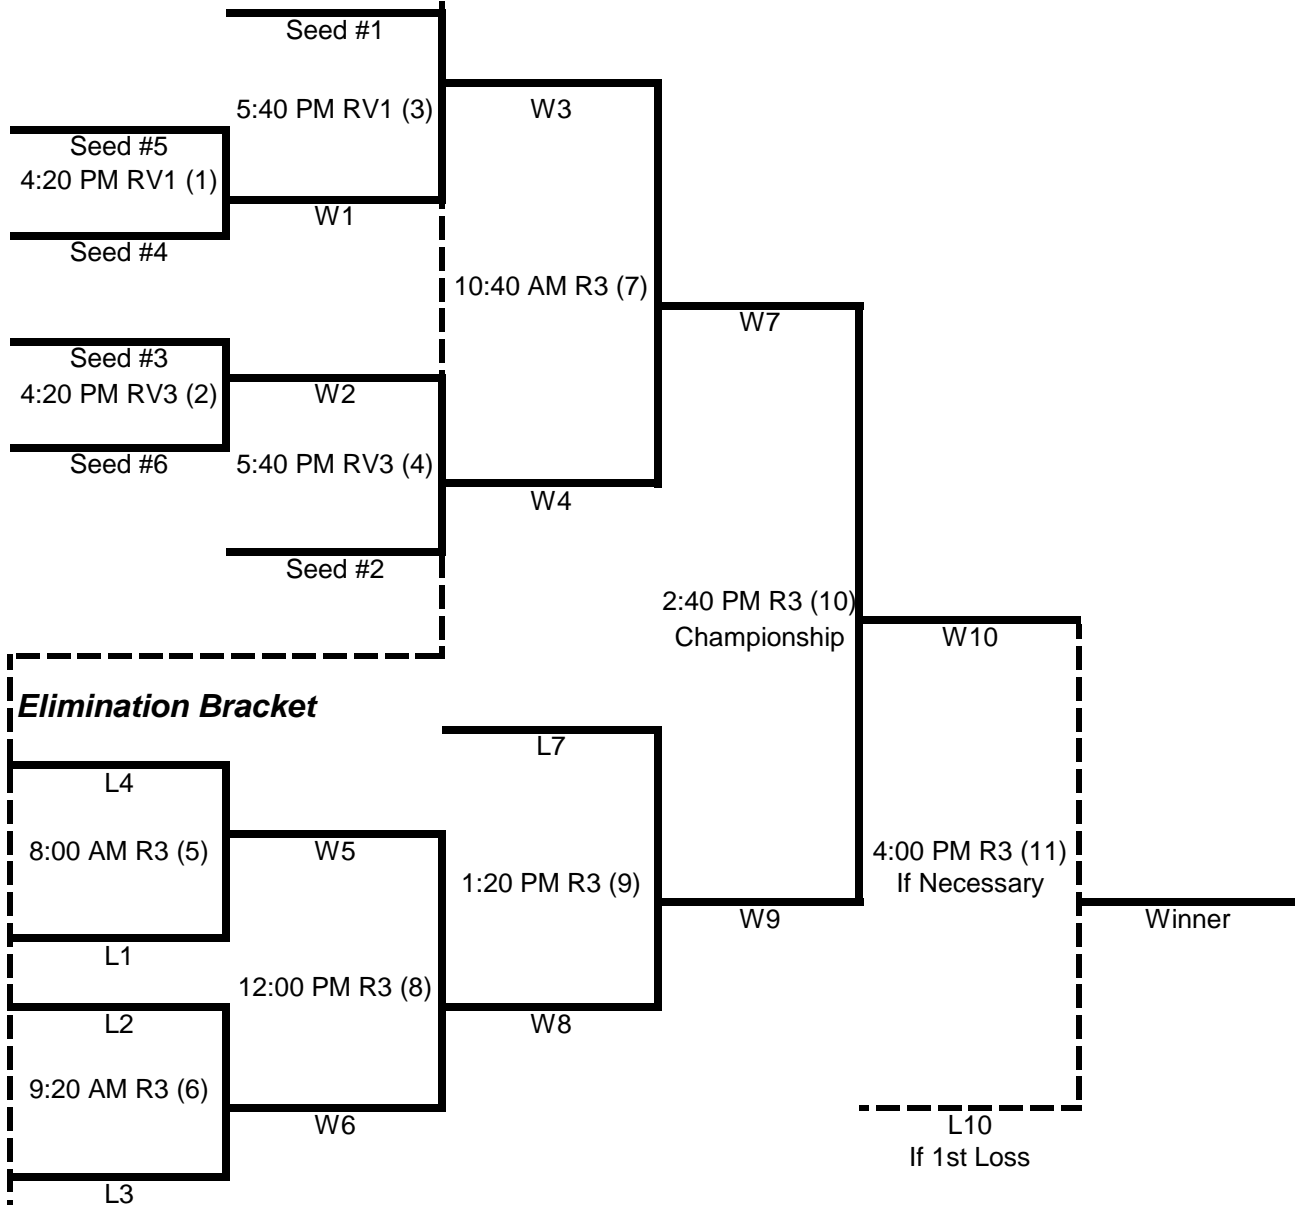 Seed #1
5:40 PM RV1 (3)
W3
Seed #5
4:20 PM RV1 (1)
W1
Seed #4
10:40 AM R3 (7)
W7
Seed #3
4:20 PM RV3 (2)
W2
Seed #6
5:40 PM RV3 (4)
W4
Seed #2
2:40 PM R3 (10)
Championship
W10
Elimination Bracket
L7
L4
8:00 AM R3 (5)
W5
4:00 PM R3 (11)
If Necessary
1:20 PM R3 (9)
W9
Winner
L1
12:00 PM R3 (8)
L2
W8
9:20 AM R3 (6)
W6
L10
If 1st Loss
L3